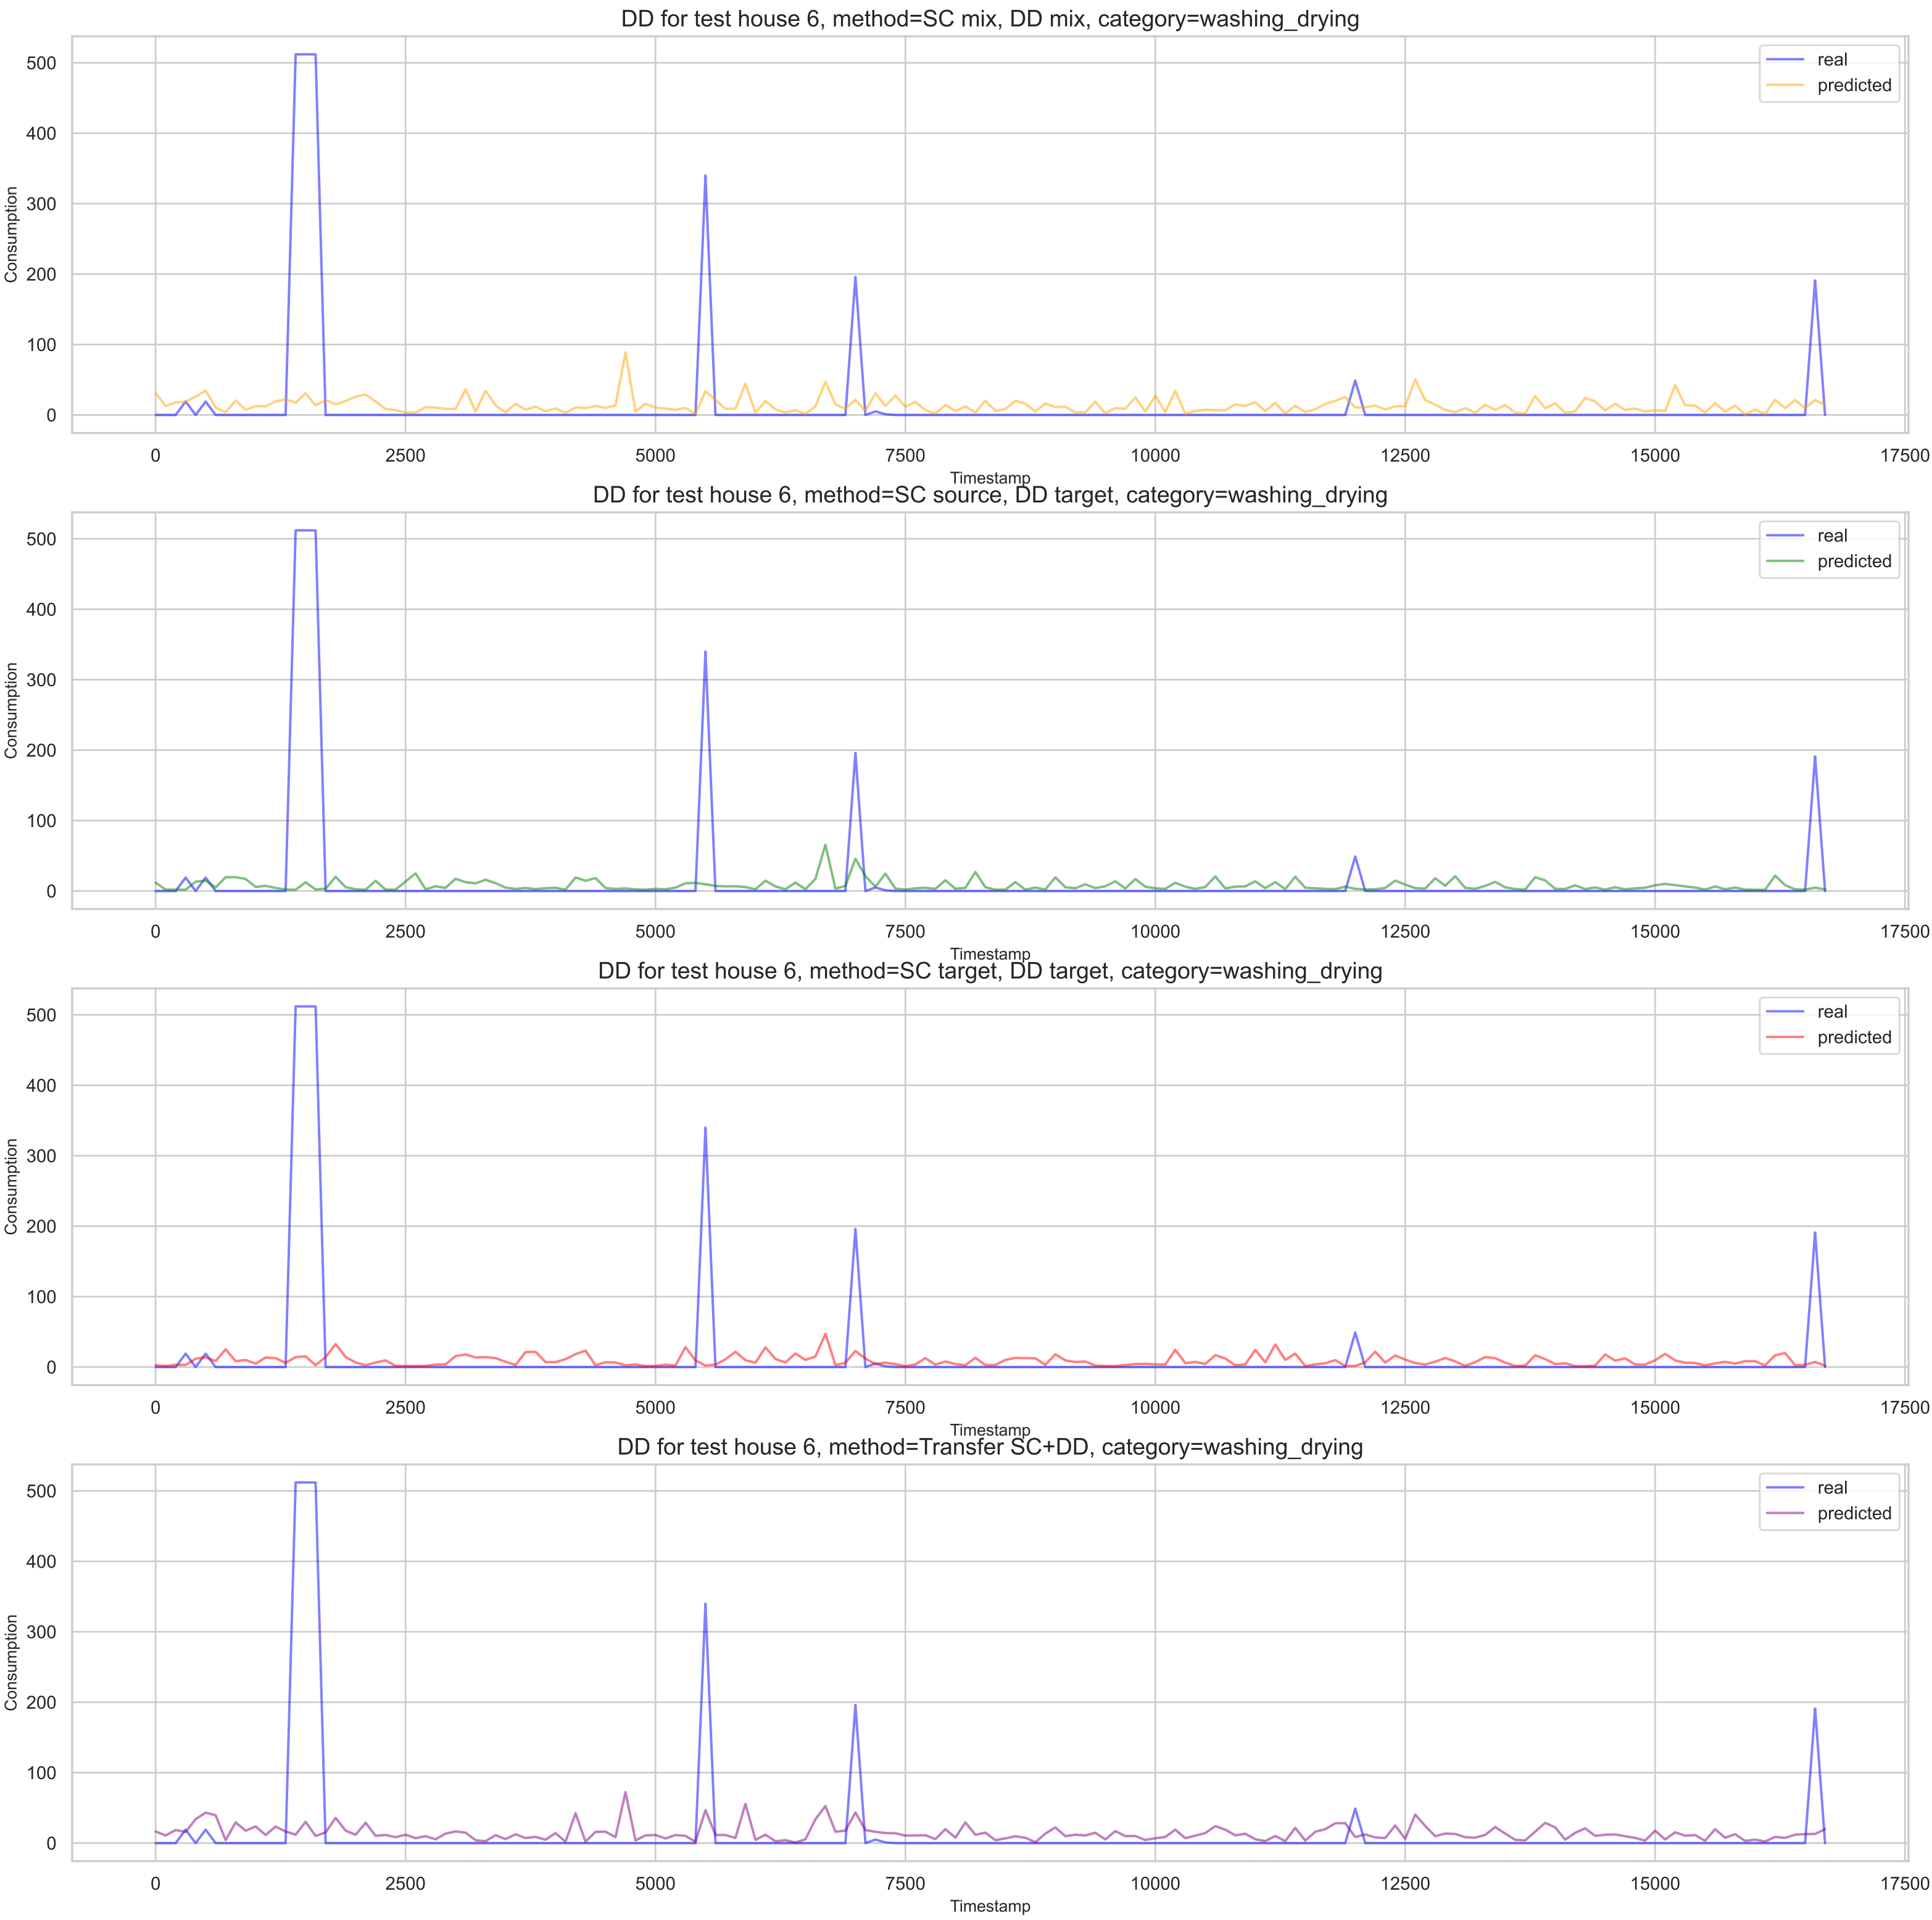 DD for test house 6, method=SC mix, DD mix, category=washing_drying
500
400
300
200
100
0
Consumption
real
predicted
0 2500 5000 7500 10000 12500 15000 17500
Timestamp
DD for test house 6, method=SC source, DD target, category=washing_drying
500
400
300
200
100
0
Consumption
real
predicted
0 2500 5000 7500 10000 12500 15000 17500
Timestamp
DD for test house 6, method=SC target, DD target, category=washing_drying
500
400
300
200
100
0
Consumption
real
predicted
0 2500 5000 7500 10000 12500 15000 17500
Timestamp
DD for test house 6, method=Transfer SC+DD, category=washing_drying
500
400
300
200
100
0
Consumption
real
predicted
0 2500 5000 7500 10000 12500 15000 17500
Timestamp